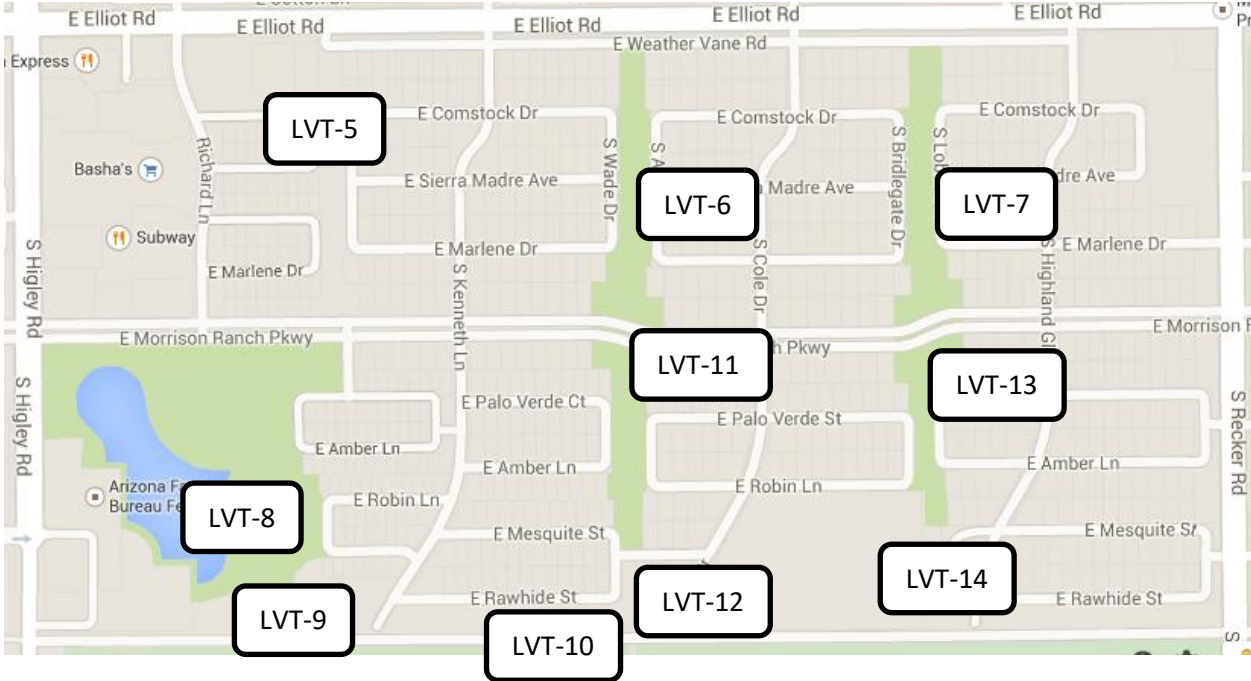 E Elliot Rd
E Elliot Rd
E Elliot Rd
E Elliot Rd
E Elliot Rd
E Weather Vane Rd
Express
LVT-5
E Comstock Dr
E Comstock Dr
E Comstock Dr
Richard Ln
S Wade Dr
S Bridlegate Dr
Basha's
E Sierra Madre Ave
Madre Ave
Ave
LVT-6
LVT-7
Subway
E Marlene Dr
E Marlene Dr
E Marlene Dr
S Higley Rd
S Kenneth Ln
S Cole Dr
S Highland
E Morrison Ranch Pkwy
Pkwy
E Morrison
LVT-11
LVT-13
S Higley Rd
S Recker Rd
E Palo Verde Ct
E Palo Verde St
E Amber Ln
E Amber Ln
E Amber Ln
Arizona
Bureau
E Robin Ln
E Robin Ln
LVT-8
E Mesquite St
E Mesquite St
LVT-14
LVT-12
E Rawhide St
E Rawhide St
LVT-9
LVT-10
S